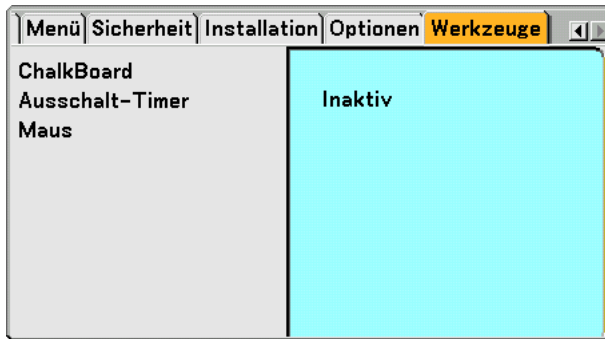 Menü Sicherheit Installation Optionen Werkzeuge
ChalkBoard
Ausschalt-Timer Inaktiv
Maus